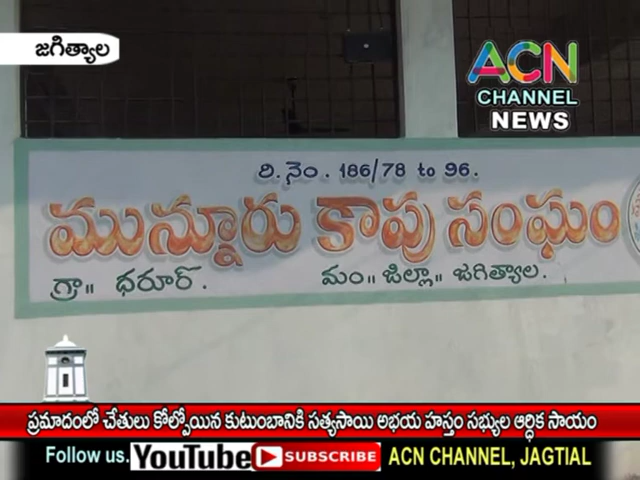 జగిత్యాల
ACN
CHANNEL
NEWS
రి.నెం. 186/78 to 96.
మున్నూరు కాపు సంఘం
గ్రా॥ ధరూర్. మం॥ జిల్లా॥ జగిత్యాల.
ప్రమాదంలో చేతులు కోల్పోయిన కుటుంబానికి సత్యసాయి అభయ హస్తం సభ్యుల ఆర్థిక సాయం
Follow us. YouTube SUBSCRIBE ACN CHANNEL, JAGTIAL